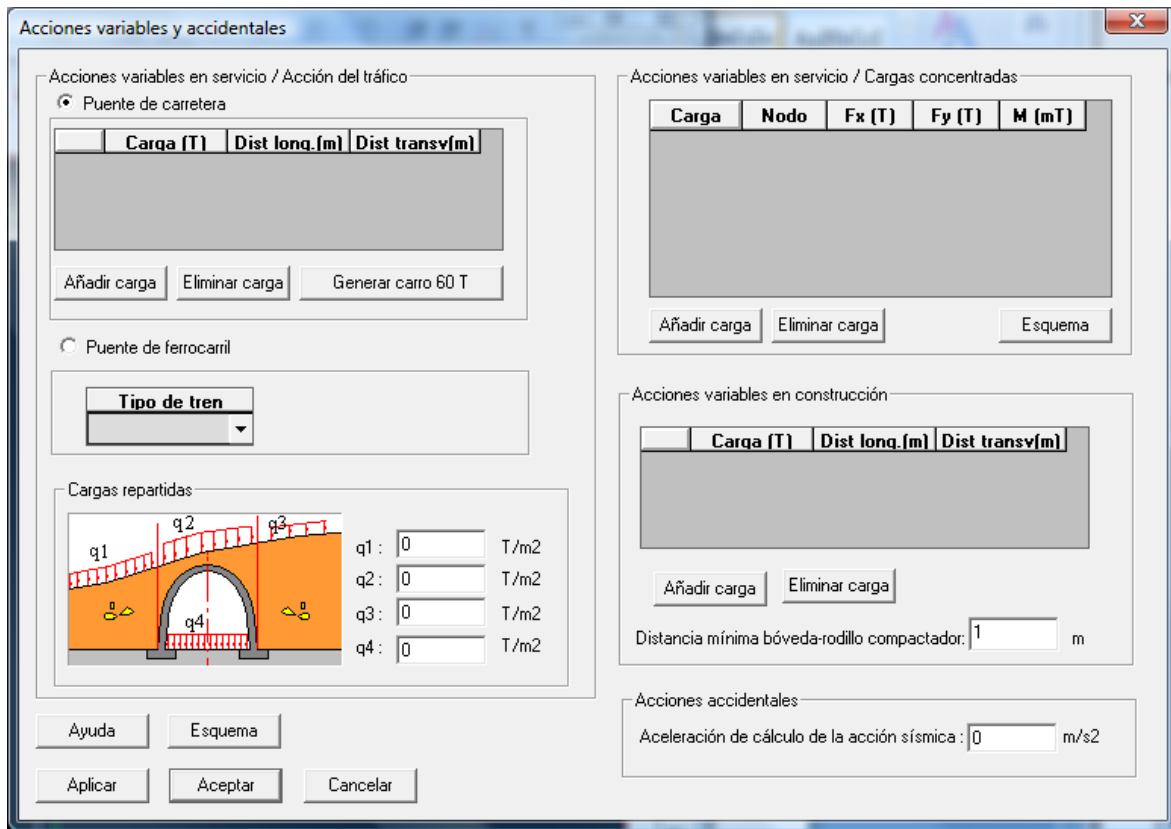 Acciones variables y accidentales
Acciones variables en servicio / Acción del tráfico
Puente de carretera
Carga (T) Dist long.(m) Dist transv(m)
Añadir carga Eliminar carga Generar carro 60 T
Puente de ferrocarril
Tipo de tren
Cargas repartidas
q1 q2 q3 q4
q1 : 0 T/m2
q2 : 0 T/m2
q3 : 0 T/m2
q4 : 0 T/m2
Ayuda Esquema
Aplicar Aceptar Cancelar
Acciones variables en servicio / Cargas concentradas
Carga Nodo Fx (T) Fy (T) M (mT)
Añadir carga Eliminar carga Esquema
Acciones variables en construcción
Carga (T) Dist long.(m) Dist transv(m)
Añadir carga Eliminar carga
Distancia mínima bóveda-rodillo compactador: 1 m
Acciones accidentales
Aceleración de cálculo de la acción sísmica : 0 m/s2